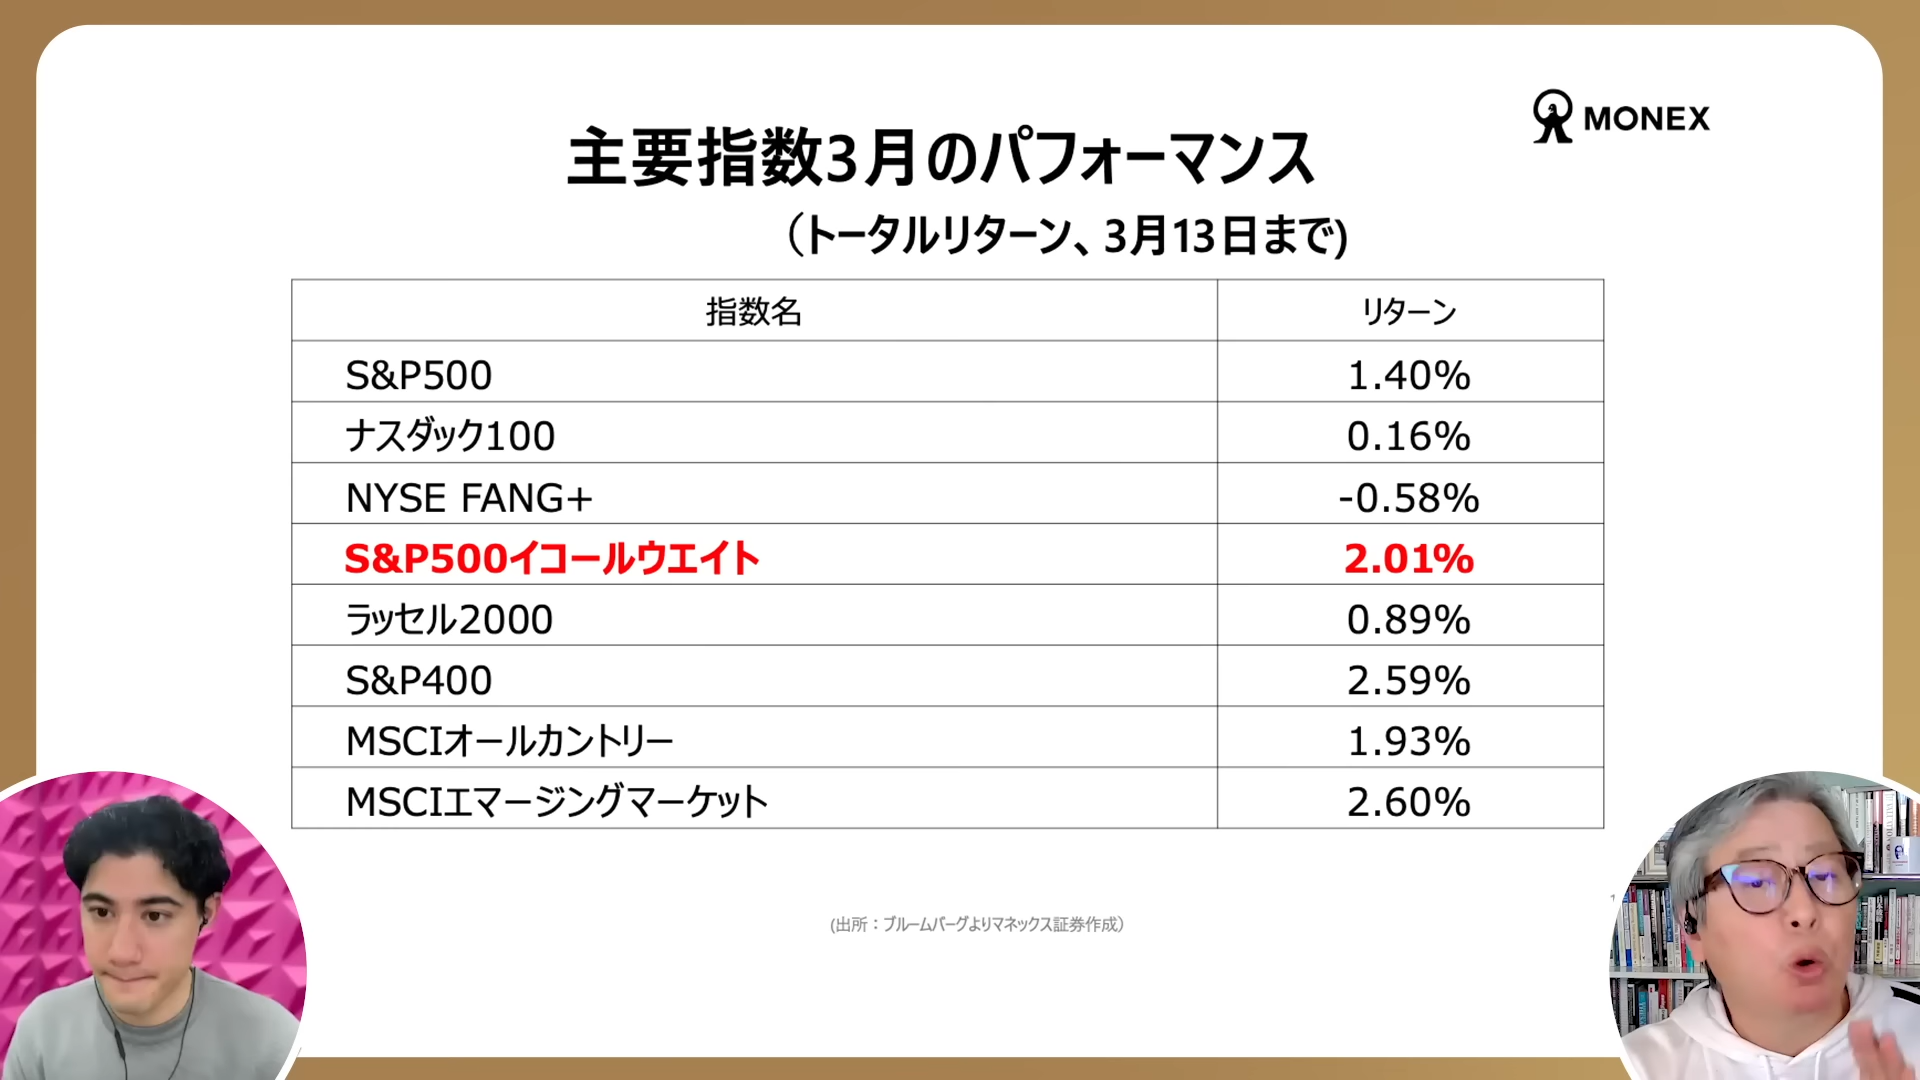 MONEX
主要指数3月のパフォーマンス
（トータルリターン、3月13日まで)
指数名 リターン
S&P500 1.40%
ナスダック100 0.16%
NYSE FANG+ -0.58%
S&P500イコールウエイト 2.01%
ラッセル2000 0.89%
S&P400 2.59%
MSCIオールカントリー 1.93%
MSCIエマージングマーケット 2.60%
(出所：ブルームバーグよりマネックス証券作成）